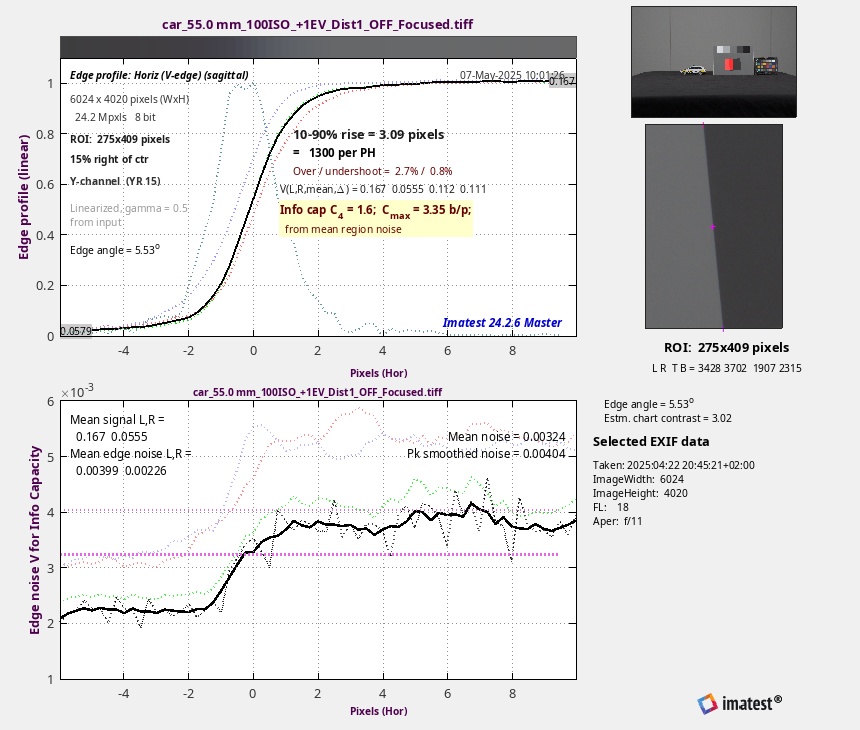 car_55.0 mm_100ISO_+1EV_Dist1_OFF_Focused.tiff
Edge profile: Horiz (V-edge) (sagittal)
07-May-2025 10:01:26
0.167
6024 x 4020 pixels (WxH)
24.2 Mpxls   8 bit
ROI:  275x409 pixels
15% right of ctr
Y-channel  (YR 15)
Linearized, gamma = 0.5
from input
Edge angle = 5.53°
10-90% rise = 3.09 pixels
=   1300 per PH
Over / undershoot =  2.7% /  0.8%
V(L,R,mean,Δ) = 0.167  0.0555  0.112  0.111
Info cap C4 = 1.6;  Cmax = 3.35 b/p;
from mean region noise
Imatest 24.2.6 Master
0.0579
Edge profile (linear)
1
0.8
0.6
0.4
0.2
0
-4 -2 0 2 4 6 8
Pixels (Hor)
ROI:  275x409 pixels
L R  T B = 3428 3702  1907 2315
car_55.0 mm_100ISO_+1EV_Dist1_OFF_Focused.tiff
×10-3
Mean signal L,R =
0.167  0.0555
Mean edge noise L,R =
0.00399  0.00226
Mean noise = 0.00324
Pk smoothed noise = 0.00404
Edge noise V for Info Capacity
6
5
4
3
2
1
-4 -2 0 2 4 6 8
Pixels (Hor)
Edge angle = 5.53°
Estm. chart contrast = 3.02
Selected EXIF data
Taken: 2025:04:22 20:45:21+02:00
ImageWidth:  6024
ImageHeight:  4020
FL:   18
Aper:  f/11
imatest®